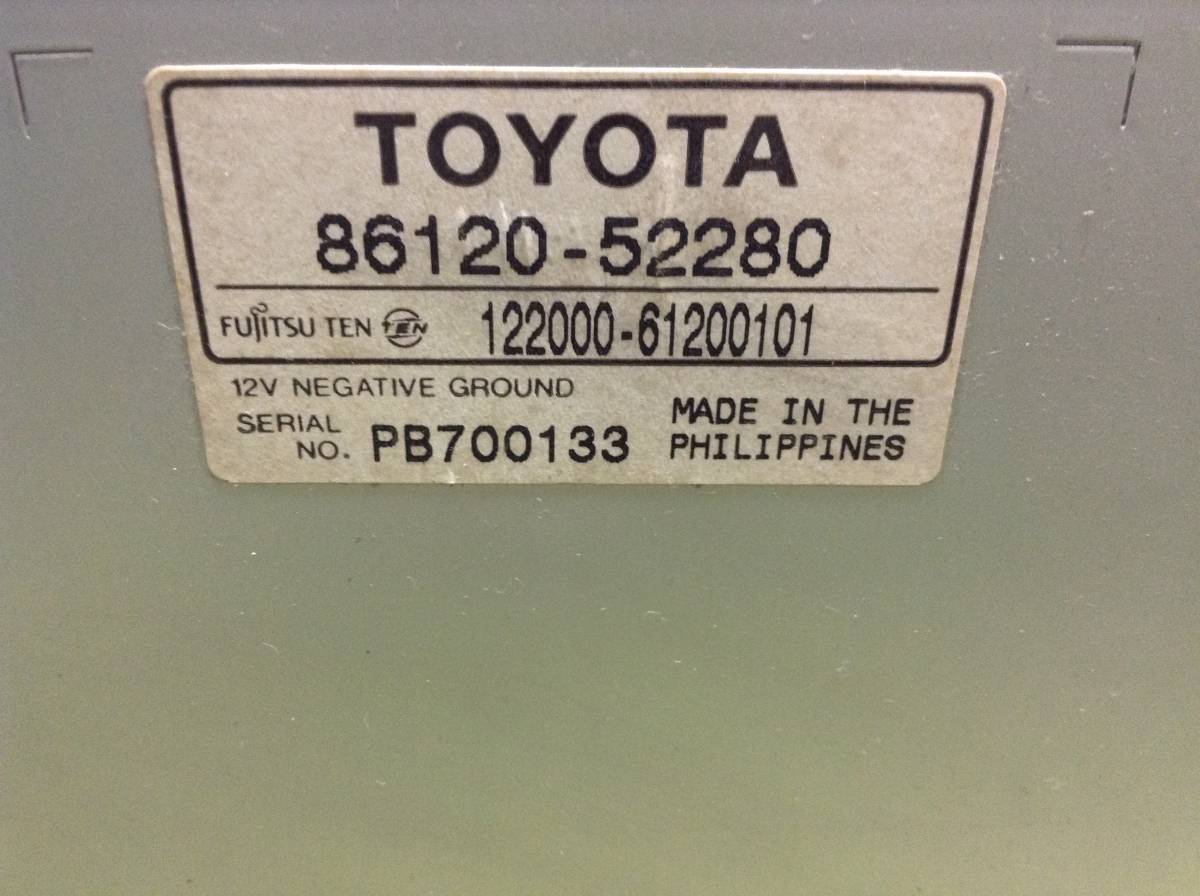 TOYOTA
86120-52280
FUJITSU TEN TEN 122000-61200101
12V NEGATIVE GROUND
SERIAL NO. PB700133
MADE IN THE
PHILIPPINES